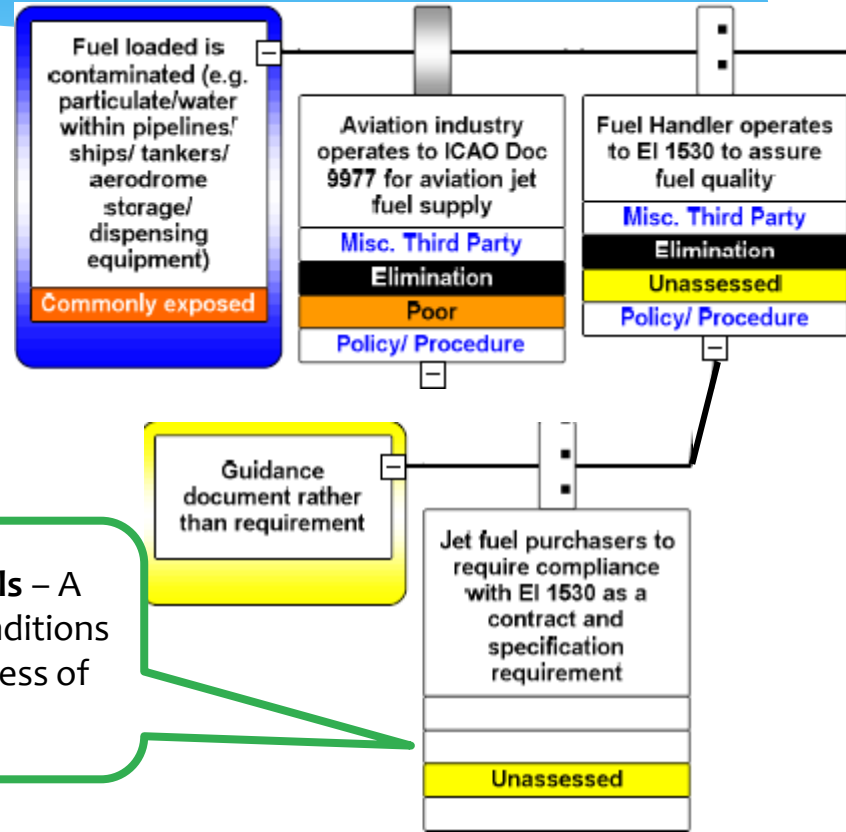 Fuel loaded is
contaminated (e.g.
particulate/water
within pipelines/
ships/ tankers/
aerodrome
storage/
dispensing
equipment)
Commonly exposed
Aviation industry
operates to ICAO Doc
9977 for aviation jet
fuel supply
Misc. Third Party
Elimination
Poor
Policy/ Procedure
Fuel Handler operates
to EI 1530 to assure
fuel quality
Misc. Third Party
Elimination
Unassessed
Policy/ Procedure
Guidance
document rather
than requirement
Jet fuel purchasers to
require compliance
with EI 1530 as a
contract and
specification
requirement
Unassessed
– A
of